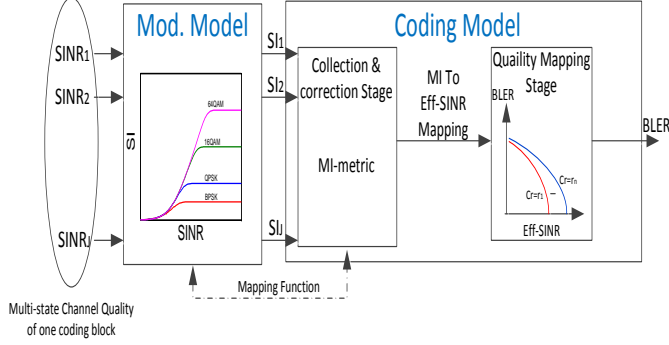 Mod. Model
Coding Model
SINR1
SINR2
SINRJ
SI1
SI2
SIJ
64QAM
16QAM
QPSK
BPSK
SI
SINR
Collection &
correction Stage
MI-metric
MI To
Eff-SINR
Mapping
Quaility Mapping
Stage
BLER
Cr=r1
–
Cr=rn
Eff-SINR
BLER
Mapping Function
Multi-state Channel Quality
of one coding block